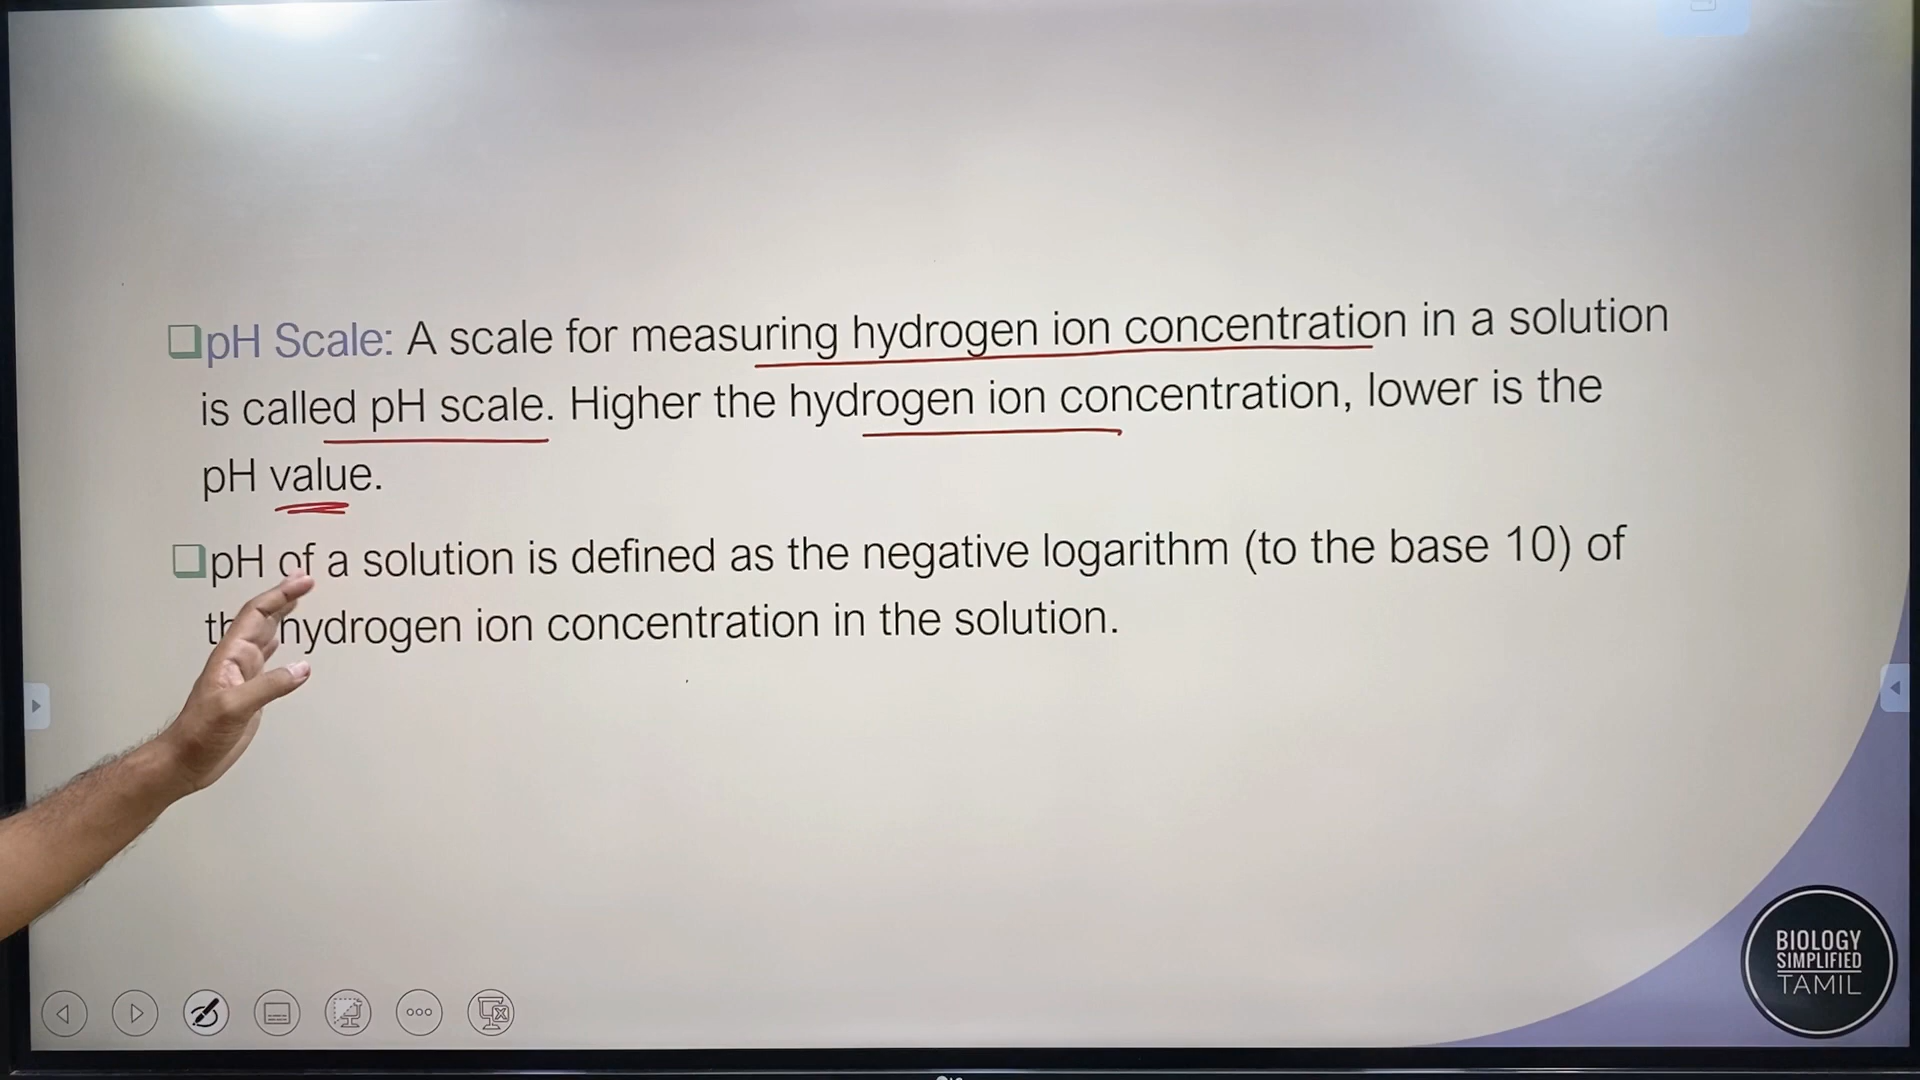 pH Scale: A scale for measuring hydrogen ion concentration in a solution
is called pH scale. Higher the hydrogen ion concentration, lower is the
pH value.
pH of a solution is defined as the negative logarithm (to the base 10) of
hydrogen ion concentration in the solution.
BIOLOGY
SIMPLIFIED
TAMIL